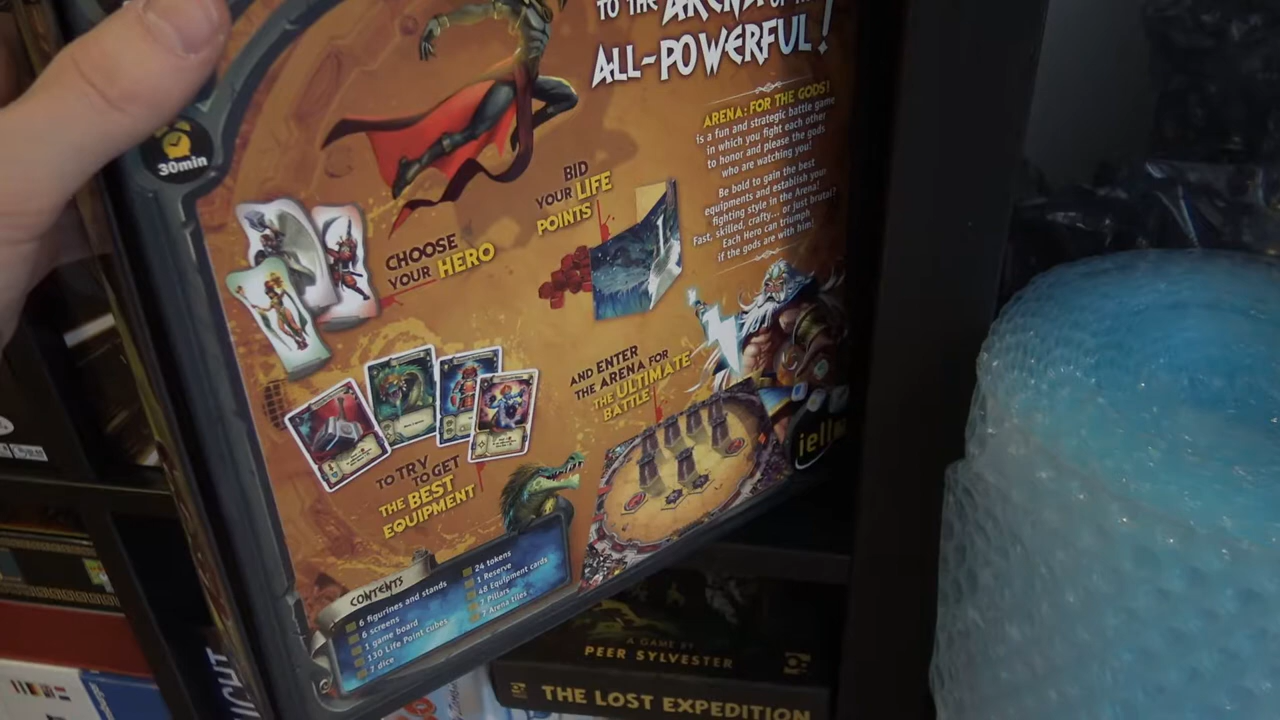 TO THE ARENA OF
ALL-POWERFUL!
ARENA: FOR THE GODS!
is a fun and strategic battle game
in which you fight each other
to honor and please the gods
who are watching you!
Be bold to gain the best
equipments and establish your
fighting style in the Arena!
Fast, skilled, crafty... or just brutal?
Each Hero can triumph
if the gods are with him!
30min
BID
YOUR LIFE
POINTS
CHOOSE
YOUR HERO
AND ENTER
THE ARENA FOR
THE ULTIMATE
BATTLE
TO TRY
TO GET
THE BEST
EQUIPMENT
iello
CONTENTS
6 figurines and stands
6 screens
1 game board
130 Life Point cubes
7 dice
24 tokens
1 Reserve
48 Equipment cards
7 Pillars
7 Arena tiles
A GAME BY
PEER SYLVESTER
THE LOST EXPEDITION